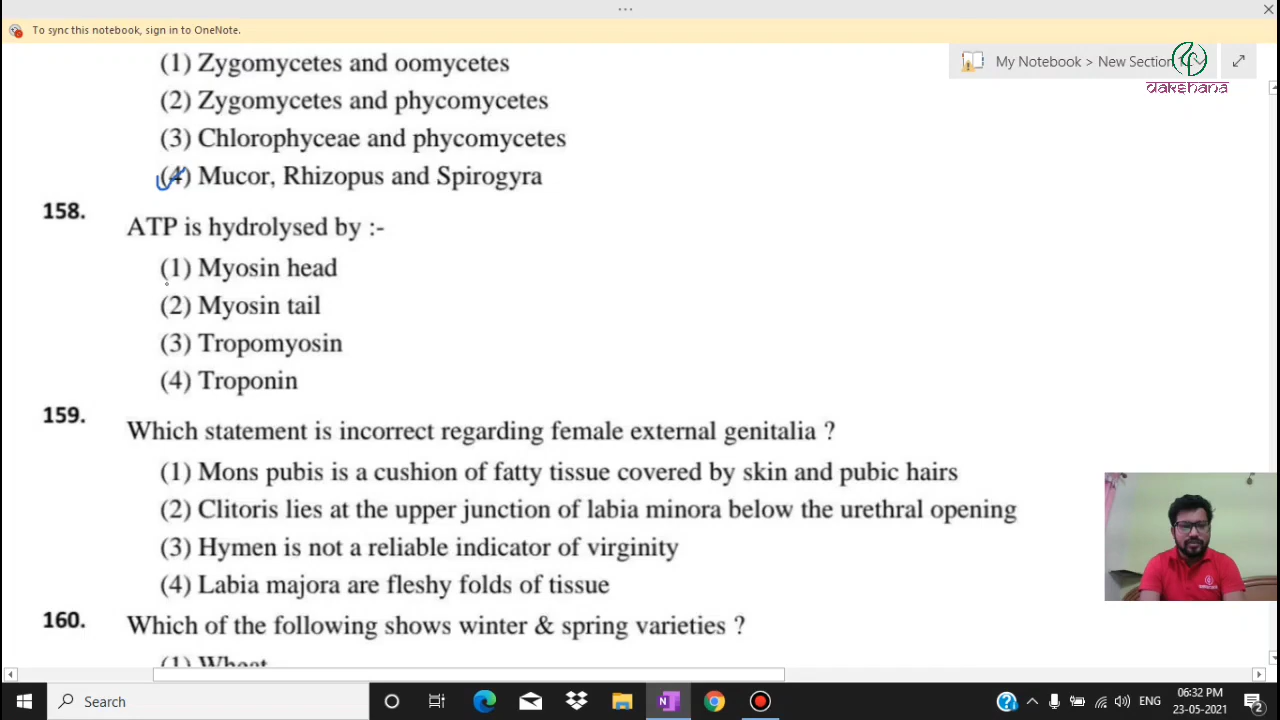 To sync this notebook, sign in to OneNote.
My Notebook > New Section 1
Dakshana
(1) Zygomycetes and oomycetes
(2) Zygomycetes and phycomycetes
(3) Chlorophyceae and phycomycetes
(4) Mucor, Rhizopus and Spirogyra
158.
ATP is hydrolysed by :-
(1) Myosin head
(2) Myosin tail
(3) Tropomyosin
(4) Troponin
159.
Which statement is incorrect regarding female external genitalia ?
(1) Mons pubis is a cushion of fatty tissue covered by skin and pubic hairs
(2) Clitoris lies at the upper junction of labia minora below the urethral opening
(3) Hymen is not a reliable indicator of virginity
(4) Labia majora are fleshy folds of tissue
160.
Which of the following shows winter & spring varieties ?
(1) Wheat
Search
ENG
06:32 PM
23-05-2021
2